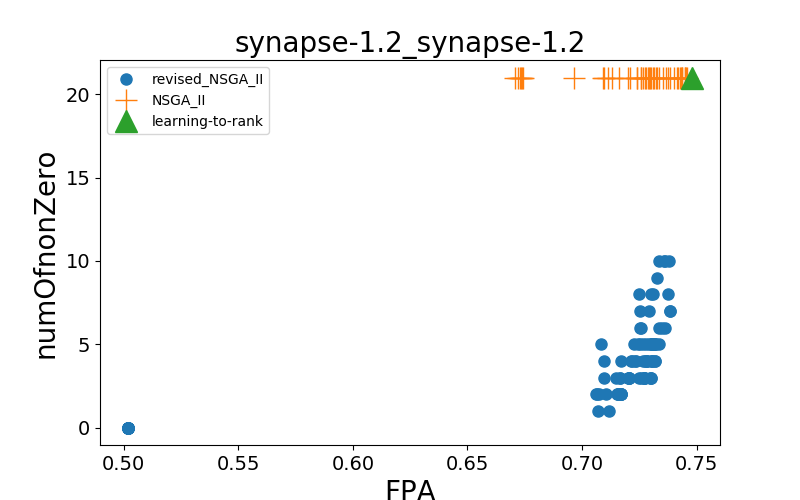 synapse-1.2_synapse-1.2
revised_NSGA_II
NSGA_II
learning-to-rank
numOfnonZero
20
15
10
5
0
0.50 0.55 0.60 0.65 0.70 0.75
FPA